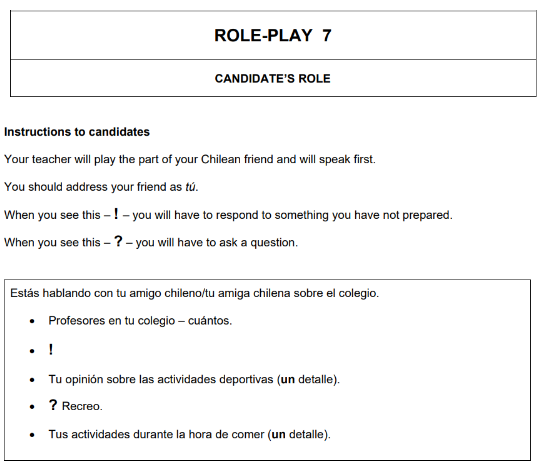 ROLE-PLAY 7
CANDIDATE'S ROLE
Instructions to candidates
Your teacher will play the part of your Chilean friend and will speak first.
You should address your friend as tú.
When you see this – ! – you will have to respond to something you have not prepared.
When you see this – ? – you will have to ask a question.
Estás hablando con tu amigo chileno/tu amiga chilena sobre el colegio.
• Profesores en tu colegio – cuántos.
• !
• Tu opinión sobre las actividades deportivas (un detalle).
• ? Recreo.
• Tus actividades durante la hora de comer (un detalle).